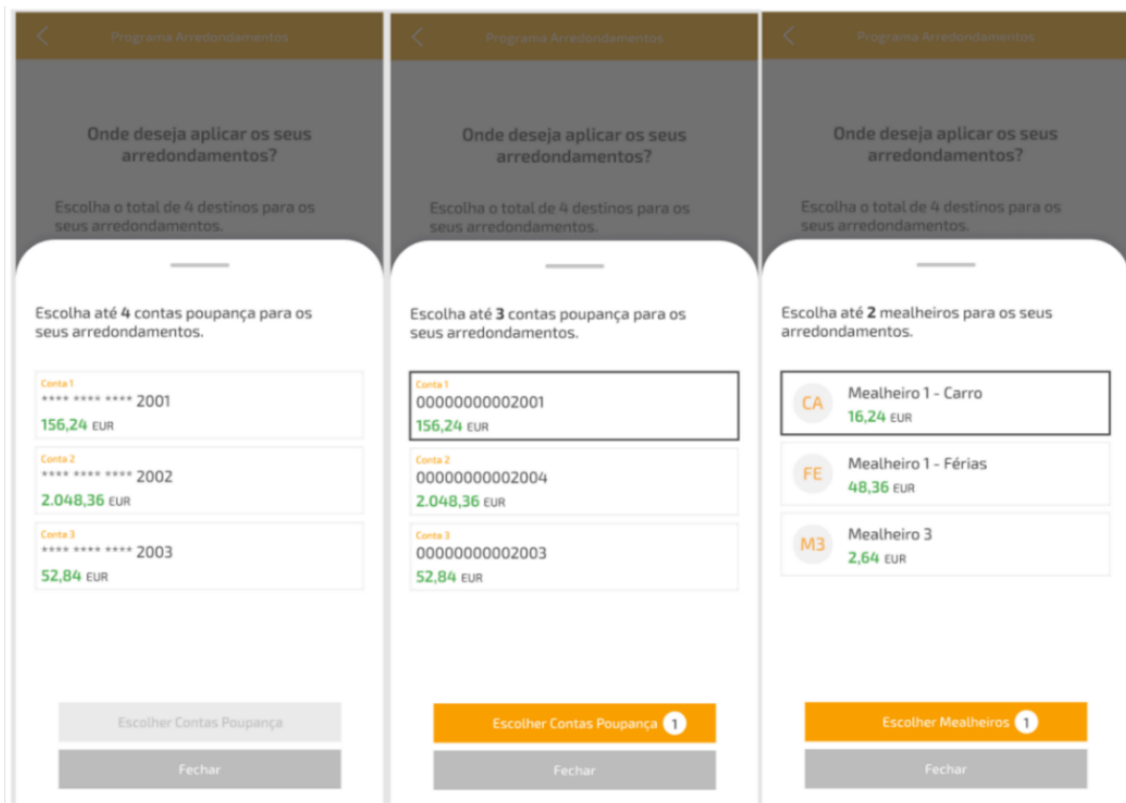 Programa Arredondamentos
Onde deseja aplicar os seus
arredondamentos?
Escolha o total de 4 destinos para os
seus arredondamentos.
Escolha até 4 contas poupança para os
seus arredondamentos.
Conta 1
**** **** **** 2001
156,24 EUR
Conta 2
**** **** **** 2002
2.048,36 EUR
Conta 3
**** **** **** 2003
52,84 EUR
Escolher Contas Poupança
Fechar
Programa Arredondamentos
Onde deseja aplicar os seus
arredondamentos?
Escolha o total de 4 destinos para os
seus arredondamentos.
Escolha até 3 contas poupança para os
seus arredondamentos.
Conta 1
00000000002001
156,24 EUR
Conta 2
00000000002004
2.048,36 EUR
Conta 3
00000000002003
52,84 EUR
Escolher Contas Poupança 1
Fechar
Programa Arredondamentos
Onde deseja aplicar os seus
arredondamentos?
Escolha o total de 4 destinos para os
seus arredondamentos.
Escolha até 2 mealheiros para os seus
arredondamentos.
CA
Mealheiro 1 - Carro
16,24 EUR
FE
Mealheiro 1 - Férias
48,36 EUR
M3
Mealheiro 3
2,64 EUR
Escolher Mealheiros 1
Fechar